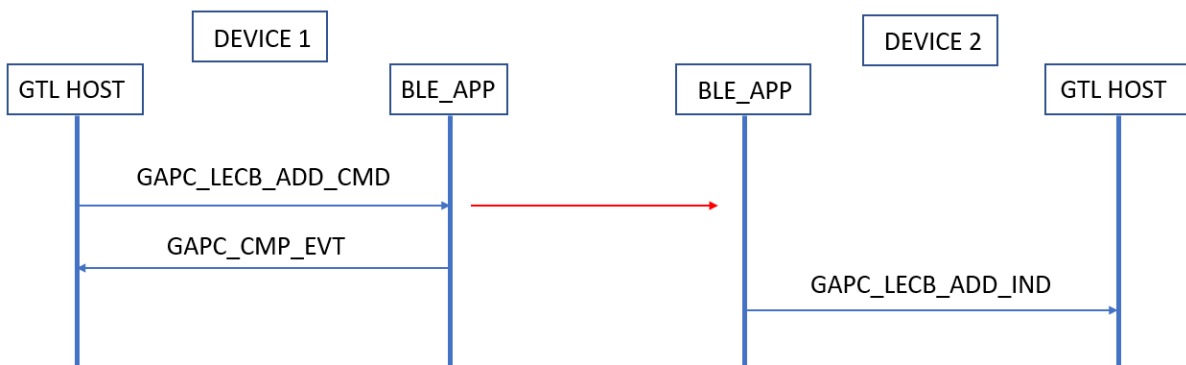 DEVICE 1
DEVICE 2
GTL HOST
BLE_APP
BLE_APP
GTL HOST
GAPC_LECB_ADD_CMD
GAPC_CMP_EVT
GAPC_LECB_ADD_IND